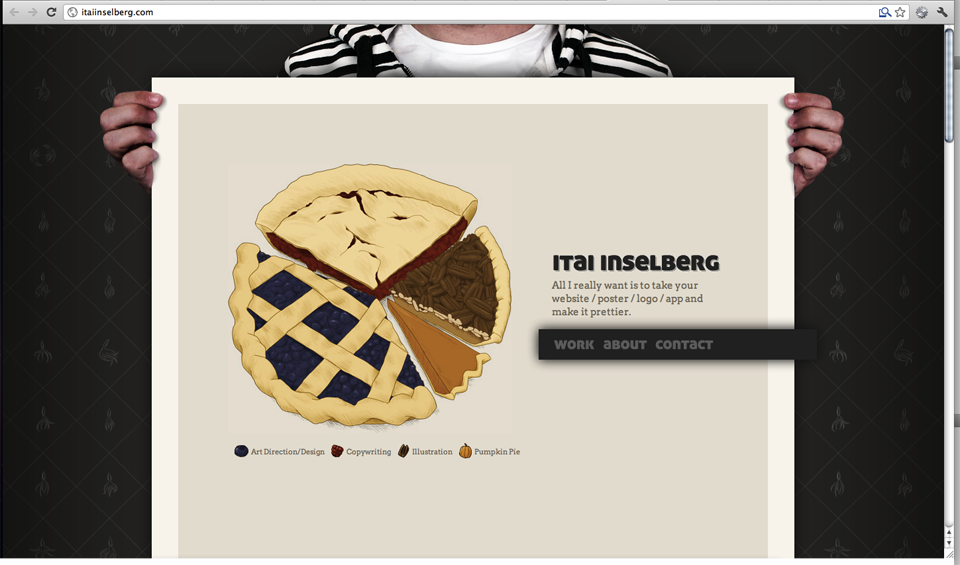 itaiinselberg.com
Itai Inselberg
All I really want is to take your
website / poster / logo / app and
make it prettier.
Work About Contact
Art Direction/Design Copywriting Illustration Pumpkin Pie